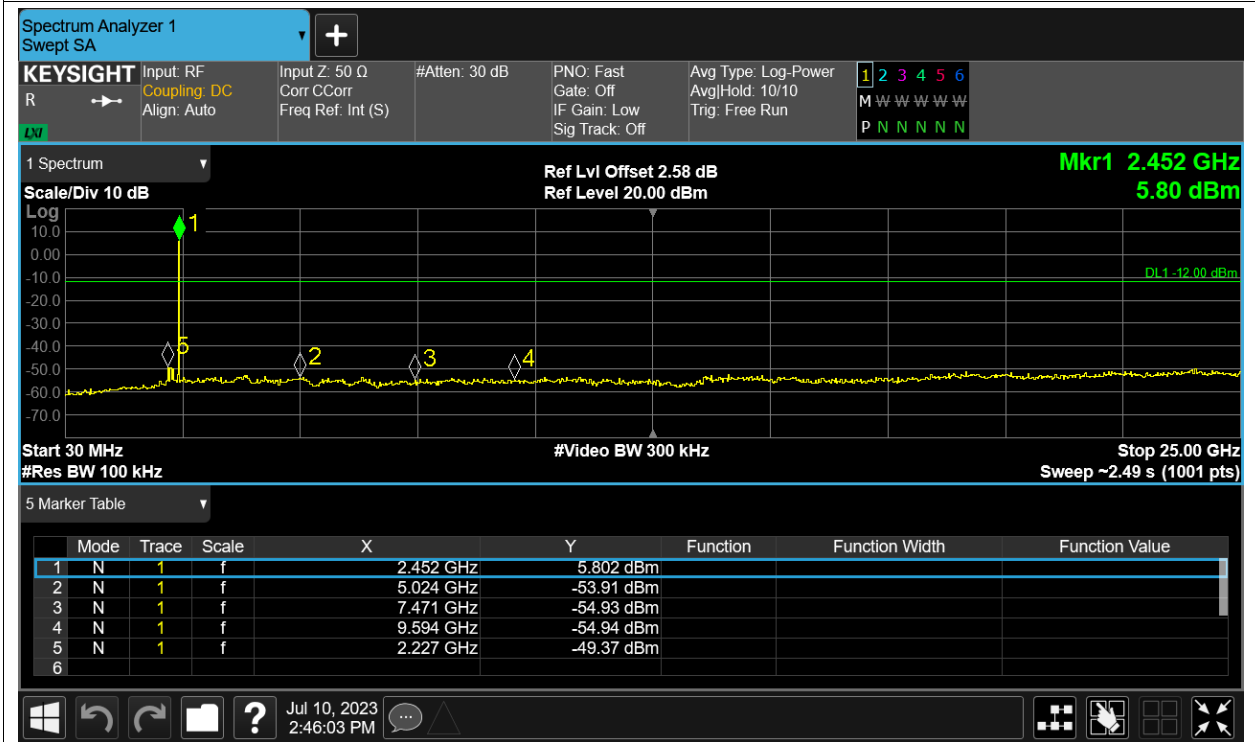 Spectrum Analyzer 1
Swept SA
+
KEYSIGHT
R
LXI
Input: RF
Coupling: DC
Align: Auto
Input Z: 50 Ω
Corr CCorr
Freq Ref: Int (S)
#Atten: 30 dB
PNO: Fast
Gate: Off
IF Gain: Low
Sig Track: Off
Avg Type: Log-Power
Avg|Hold: 10/10
Trig: Free Run
1 2 3 4 5 6
M W W W W W
P N N N N N
1 Spectrum
Scale/Div 10 dB
Ref Lvl Offset 2.58 dB
Ref Level 20.00 dBm
Mkr1 2.452 GHz
5.80 dBm
Log
10.0
0.00
-10.0
-20.0
-30.0
-40.0
-50.0
-60.0
-70.0
1
DL1 -12.00 dBm
5
2
3
4
Start 30 MHz
#Video BW 300 kHz
Stop 25.00 GHz
#Res BW 100 kHz
Sweep ~2.49 s (1001 pts)
5 Marker Table
Mode Trace Scale X Y Function Function Width Function Value
1 N 1 f 2.452 GHz 5.802 dBm
2 N 1 f 5.024 GHz -53.91 dBm
3 N 1 f 7.471 GHz -54.93 dBm
4 N 1 f 9.594 GHz -54.94 dBm
5 N 1 f 2.227 GHz -49.37 dBm
6
?
Jul 10, 2023
2:46:03 PM